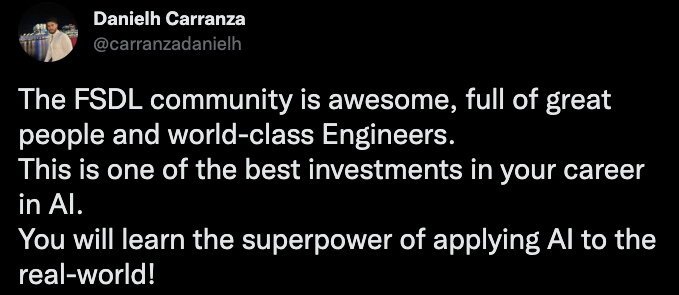 Danielh Carranza
@carranzadanielh
The FSDL community is awesome, full of great
people and world-class Engineers.
This is one of the best investments in your career
in AI.
You will learn the superpower of applying AI to the
real-world!